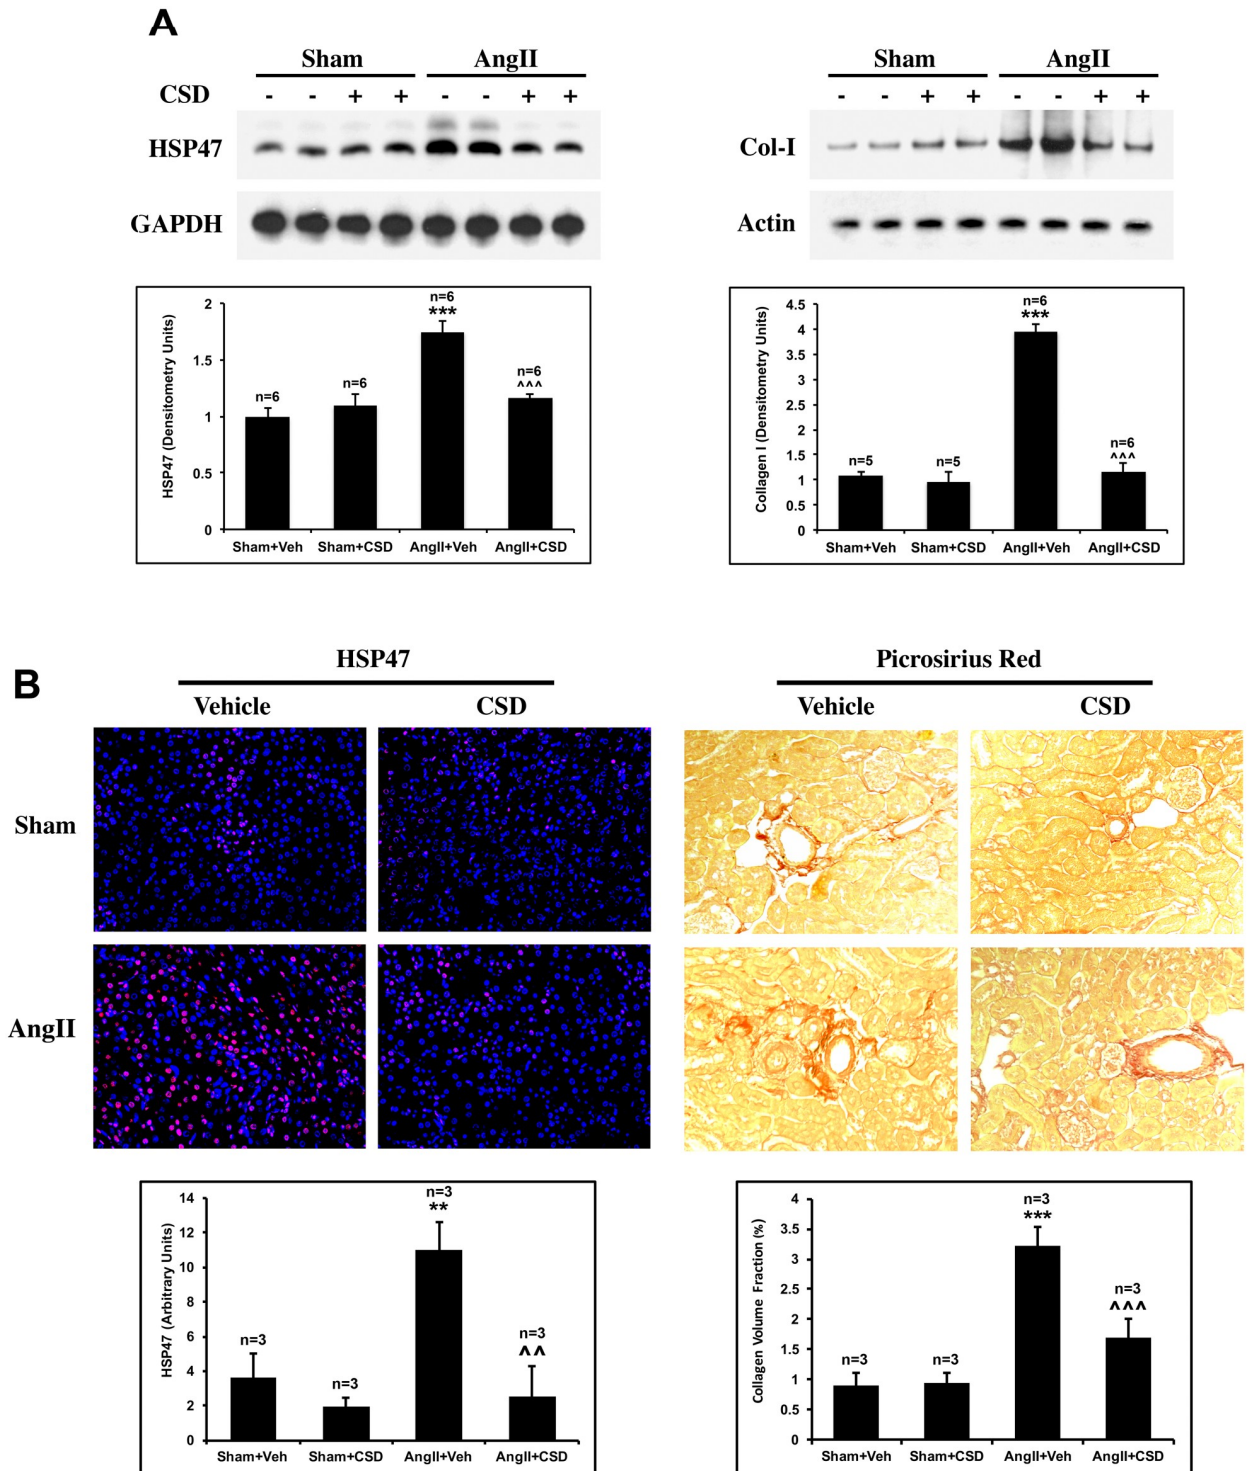 A
Sham AngII
CSD - - + + - - + +
HSP47
GAPDH
Sham AngII
- - + + - - + +
Col-I
Actin
HSP47 (Densitometry Units)
2
1.5
1
0.5
0
n=6
n=6
n=6
***
n=6
^^^
Sham+Veh Sham+CSD AngII+Veh AngII+CSD
Collagen I (Densitometry Units)
4.5
4
3.5
3
2.5
2
1.5
1
0.5
0
n=5
n=5
n=6
***
n=6
^^^
Sham+Veh Sham+CSD AngII+Veh AngII+CSD
B
HSP47
Vehicle CSD
Picrosirius Red
Vehicle CSD
Sham
AngII
HSP47 (Arbitrary Units)
14
12
10
8
6
4
2
0
n=3
n=3
n=3
**
n=3
^^
Sham+Veh Sham+CSD AngII+Veh AngII+CSD
Collagen Volume Fraction (%)
4
3.5
3
2.5
2
1.5
1
0.5
0
n=3
n=3
n=3
***
n=3
^^^
Sham+Veh Sham+CSD AngII+Veh AngII+CSD